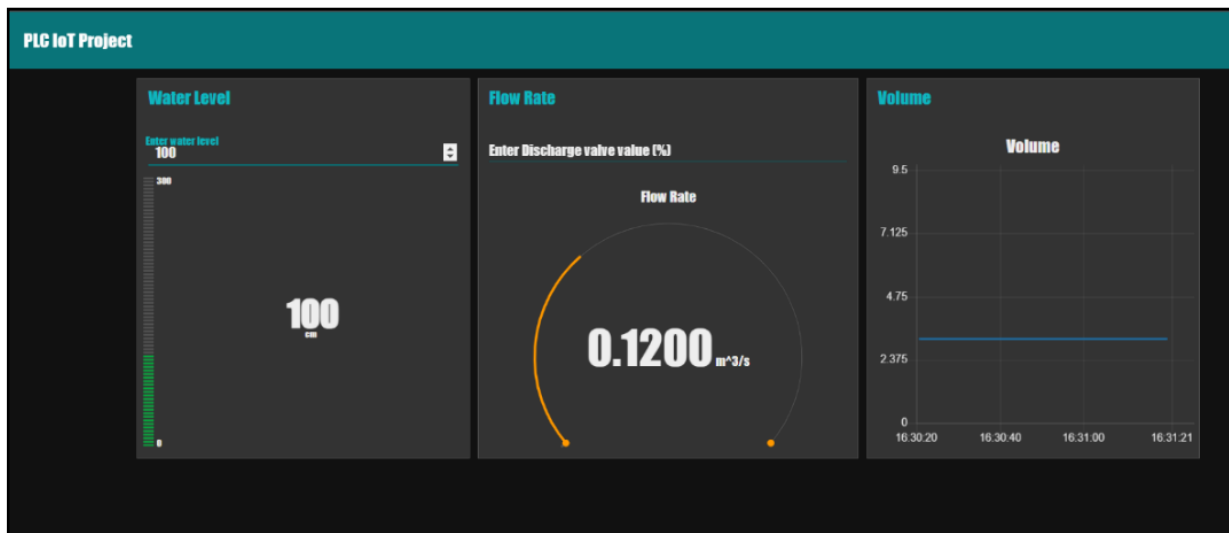 PLC IoT Project
Water Level
Enter water level
100
300
100
cm
0
Flow Rate
Enter Discharge valve value (%)
Flow Rate
0.1200 m^3/s
Volume
Volume
9.5
7.125
4.75
2.375
0
16:30:20 16:30:40 16:31:00 16:31:21